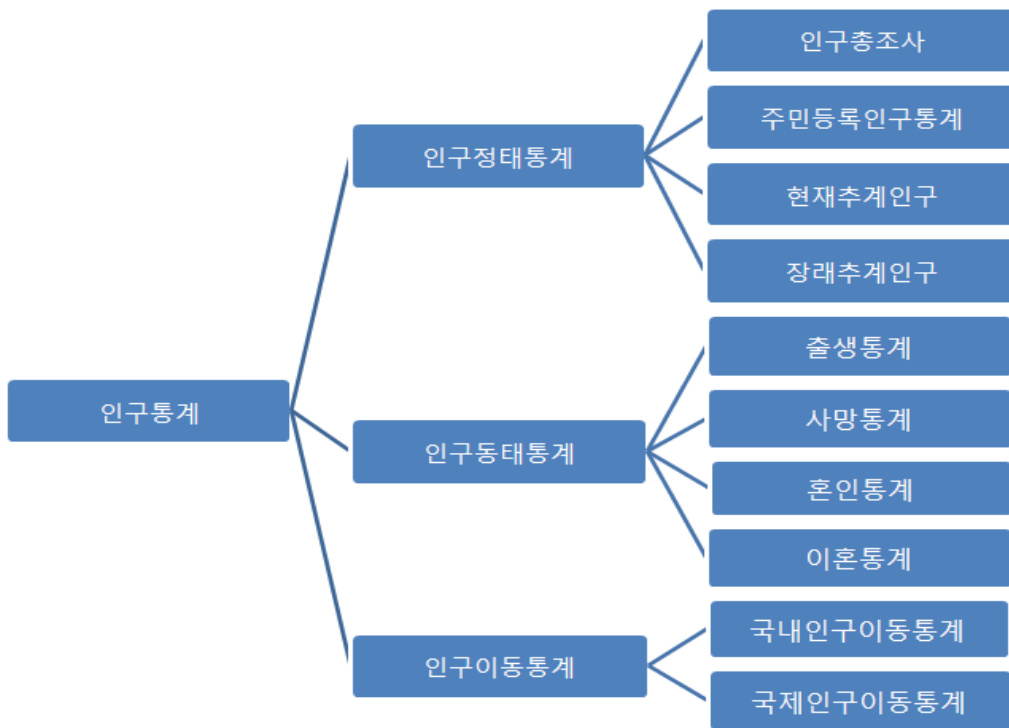 인구통계
인구정태통계
인구총조사
주민등록인구통계
현재추계인구
장래추계인구
인구동태통계
출생통계
사망통계
혼인통계
이혼통계
인구이동통계
국내인구이동통계
국제인구이동통계